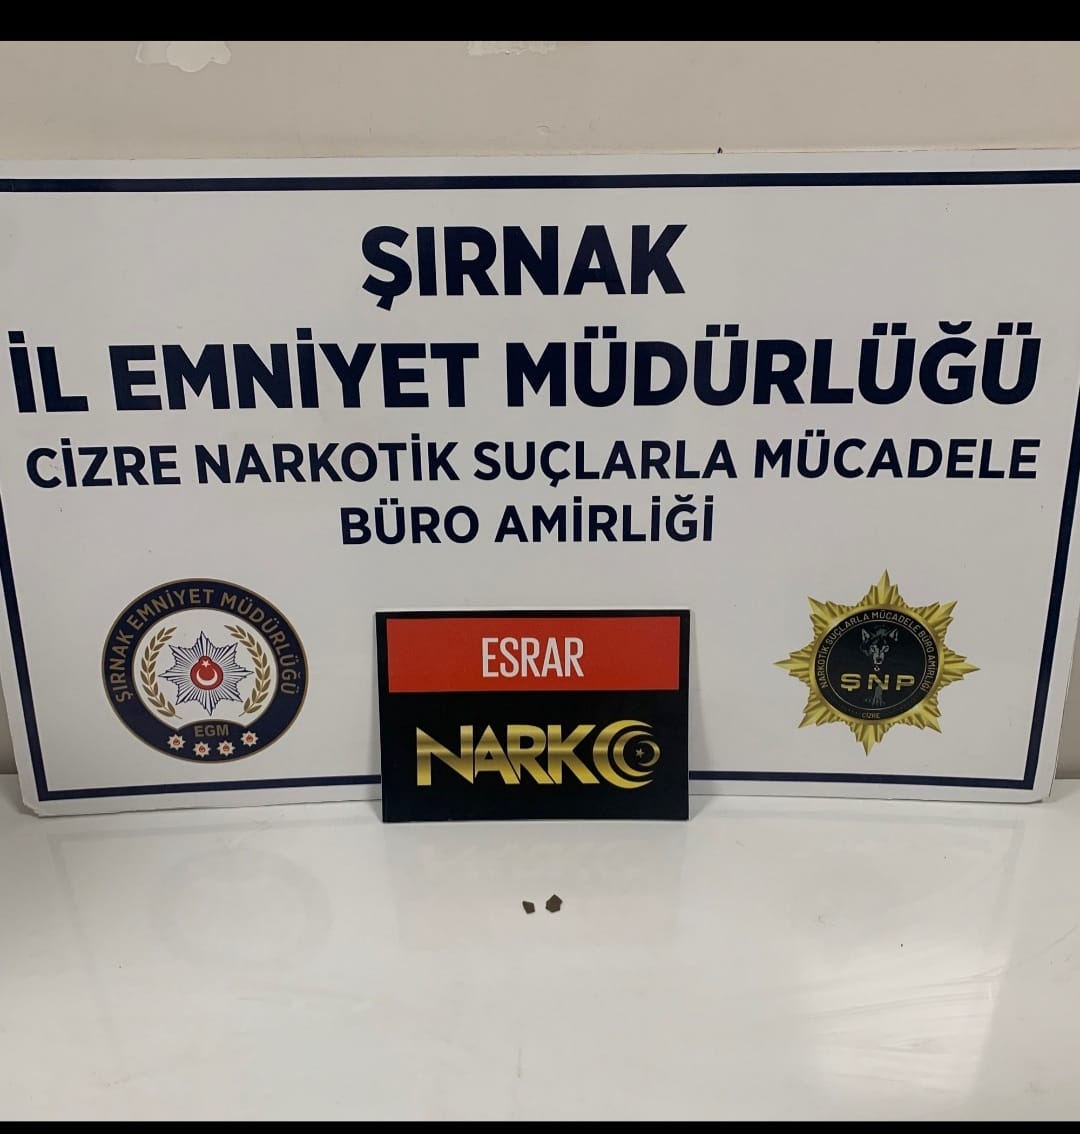 ŞIRNAK
İL EMNİYET MÜDÜRLÜĞÜ
CİZRE NARKOTİK SUÇLARLA MÜCADELE
BÜRO AMİRLİĞİ
ŞIRNAK EMNİYET MÜDÜRLÜĞÜ
EGM
ESRAR
NARKO
NARKOTİK SUÇLARLA MÜCADELE BÜRO AMİRLİĞİ
ŞNP
CİZRE